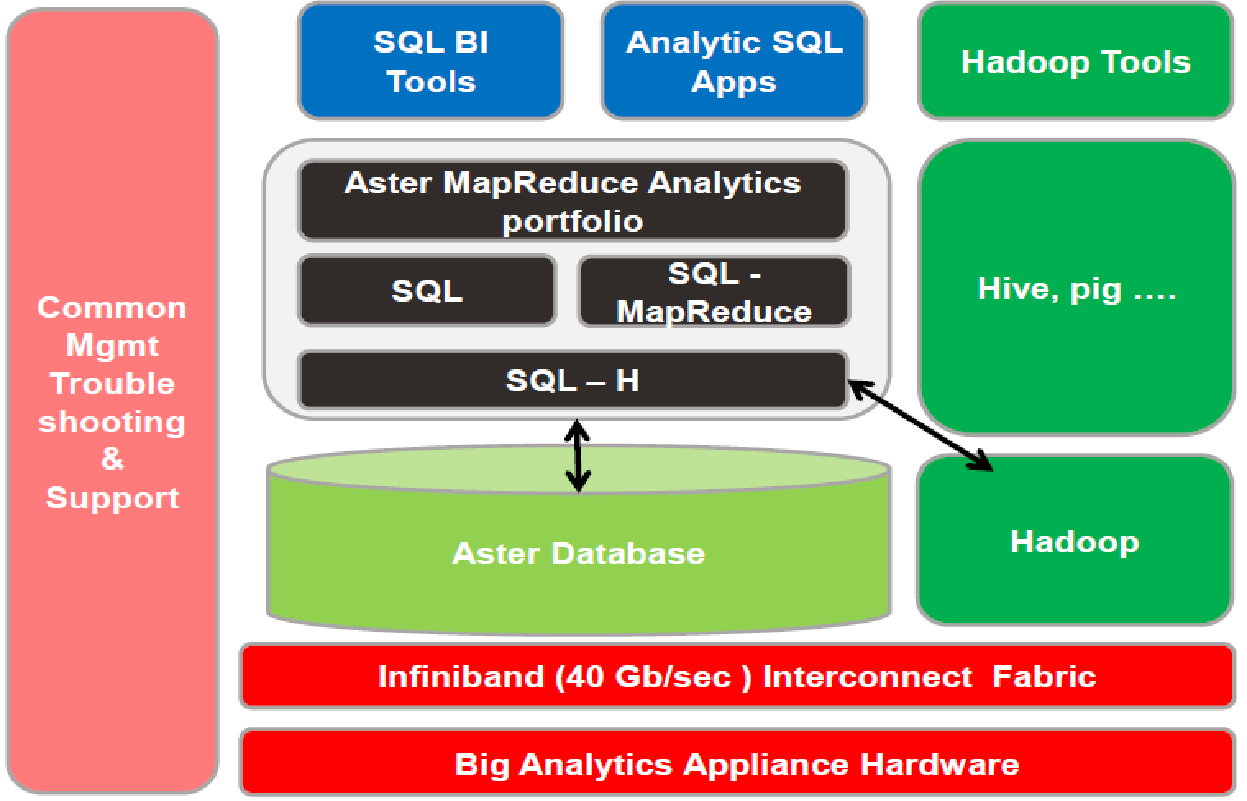 SQL BI
Tools
Analytic SQL
Apps
Hadoop Tools
Aster MapReduce Analytics
portfolio
SQL
SQL -
MapReduce
Hive, pig ....
SQL – H
Common
Mgmt
Trouble
shooting
&
Support
Aster Database
Hadoop
Infiniband (40 Gb/sec ) Interconnect Fabric
Big Analytics Appliance Hardware